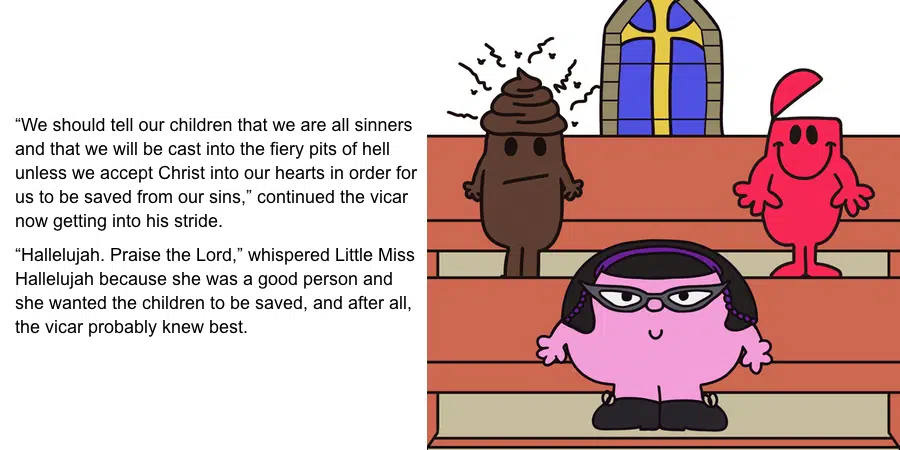 “We should tell our children that we are all sinners
and that we will be cast into the fiery pits of hell
unless we accept Christ into our hearts in order for
us to be saved from our sins,” continued the vicar
now getting into his stride.
“Hallelujah. Praise the Lord,” whispered Little Miss
Hallelujah because she was a good person and
she wanted the children to be saved, and after all,
the vicar probably knew best.